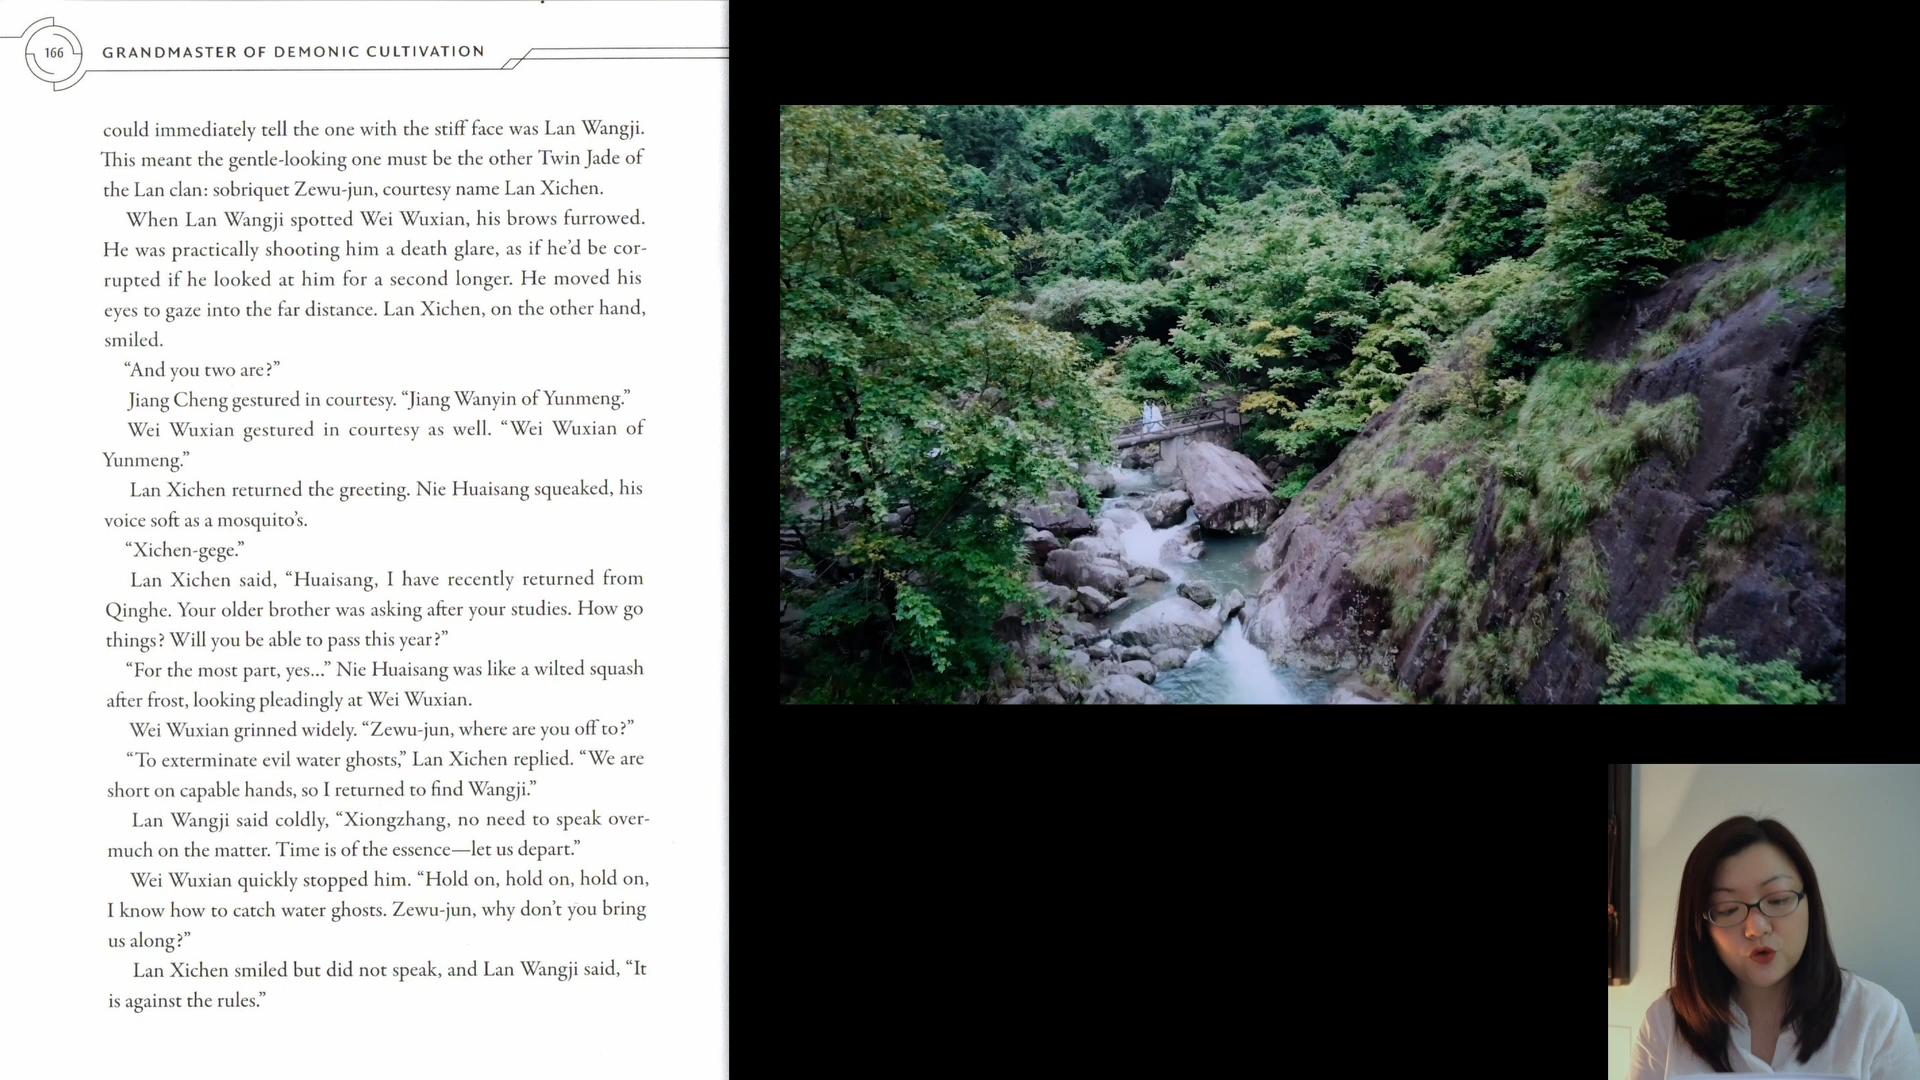 166
GRANDMASTER OF DEMONIC CULTIVATION
could immediately tell the one with the stiff face was Lan Wangji.
This meant the gentle-looking one must be the other Twin Jade of
the Lan clan: sobriquet Zewu-jun, courtesy name Lan Xichen.
When Lan Wangji spotted Wei Wuxian, his brows furrowed.
He was practically shooting him a death glare, as if he’d be cor-
rupted if he looked at him for a second longer. He moved his
eyes to gaze into the far distance. Lan Xichen, on the other hand,
smiled.
“And you two are?”
Jiang Cheng gestured in courtesy. “Jiang Wanyin of Yunmeng.”
Wei Wuxian gestured in courtesy as well. “Wei Wuxian of
Yunmeng.”
Lan Xichen returned the greeting. Nie Huaisang squeaked, his
voice soft as a mosquito’s.
“Xichen-gege.”
Lan Xichen said, “Huaisang, I have recently returned from
Qinghe. Your older brother was asking after your studies. How go
things? Will you be able to pass this year?”
“For the most part, yes...” Nie Huaisang was like a wilted squash
after frost, looking pleadingly at Wei Wuxian.
Wei Wuxian grinned widely. “Zewu-jun, where are you off to?”
“To exterminate evil water ghosts,” Lan Xichen replied. “We are
short on capable hands, so I returned to find Wangji.”
Lan Wangji said coldly, “Xiongzhang, no need to speak over-
much on the matter. Time is of the essence—let us depart.”
Wei Wuxian quickly stopped him. “Hold on, hold on, hold on,
I know how to catch water ghosts. Zewu-jun, why don’t you bring
us along?”
Lan Xichen smiled but did not speak, and Lan Wangji said, “It
is against the rules.”